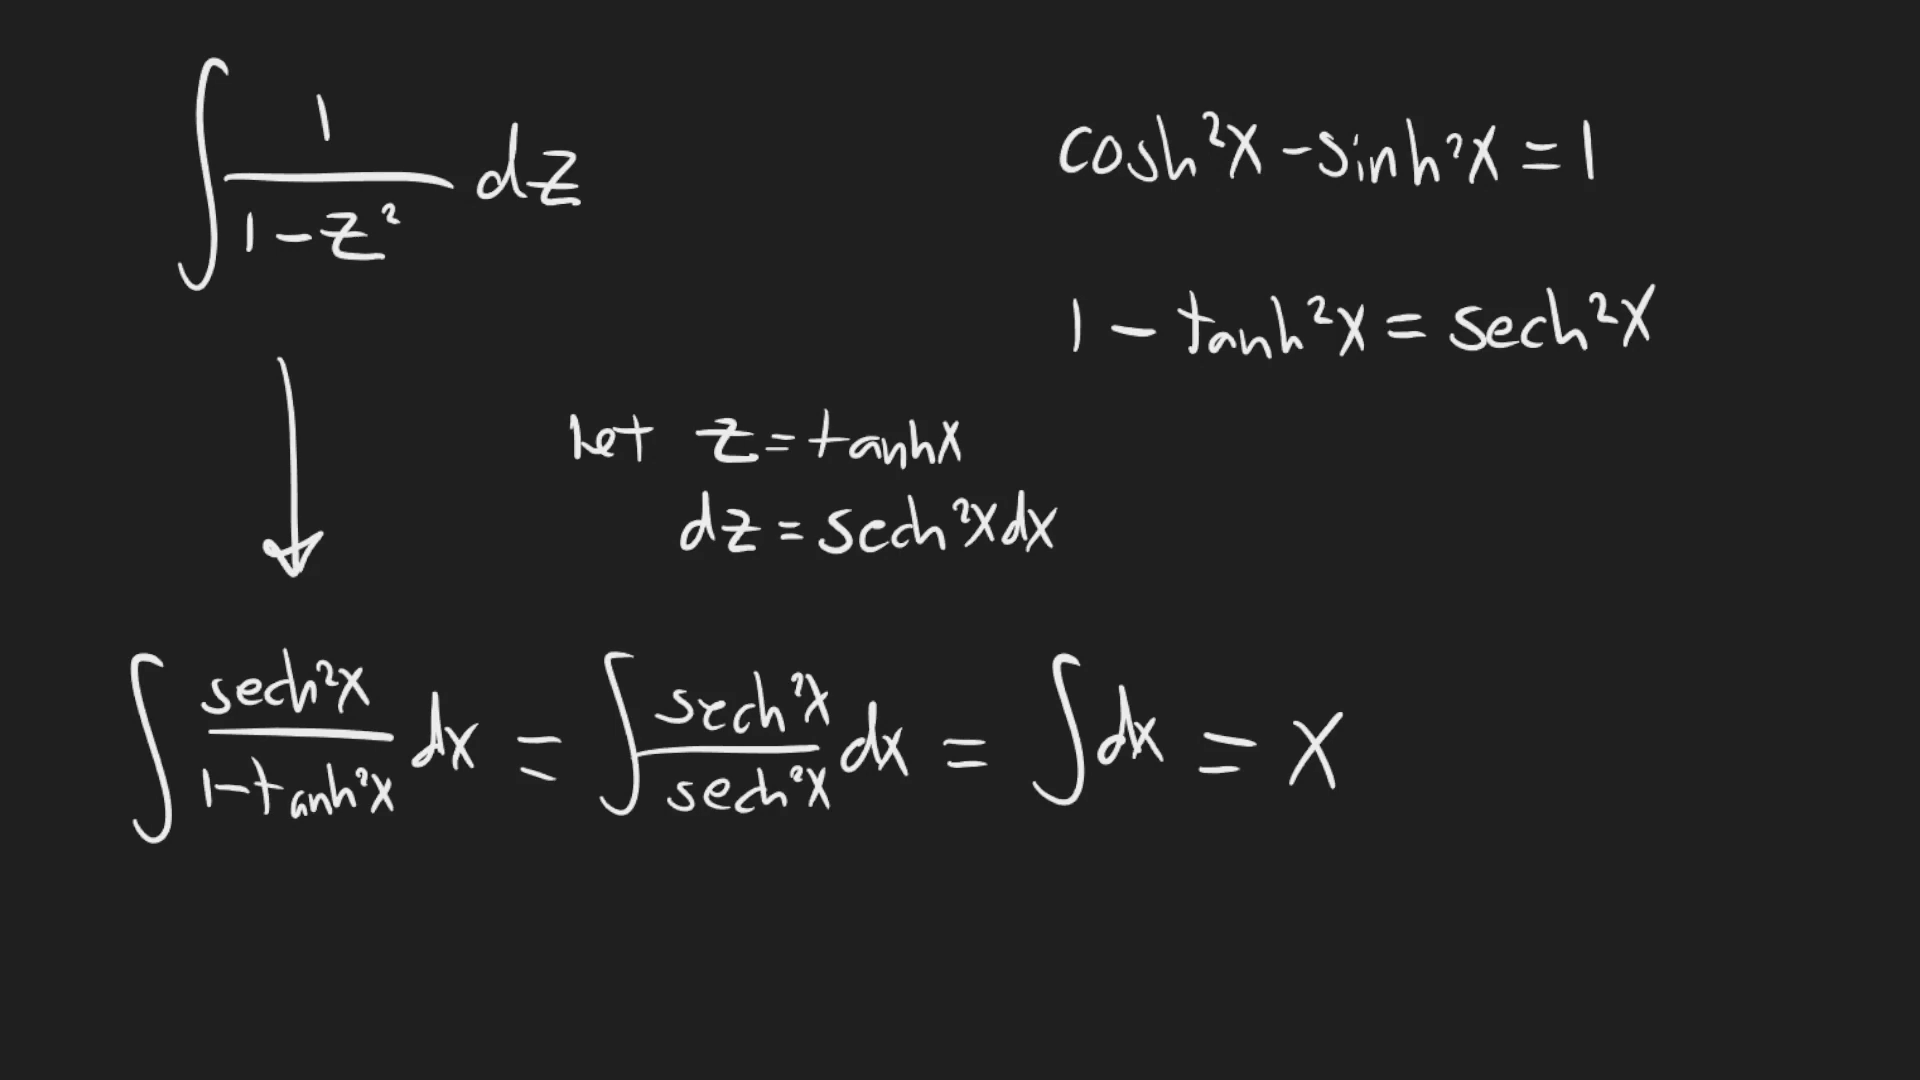 ∫ 1/(1-z²) dz
cosh²x - sinh²x = 1
1 - tanh²x = sech²x
let z = tanhx
dz = sech²x dx
∫ sech²x/(1-tanh²x) dx = ∫ sech²x/sech²x dx = ∫ dx = x